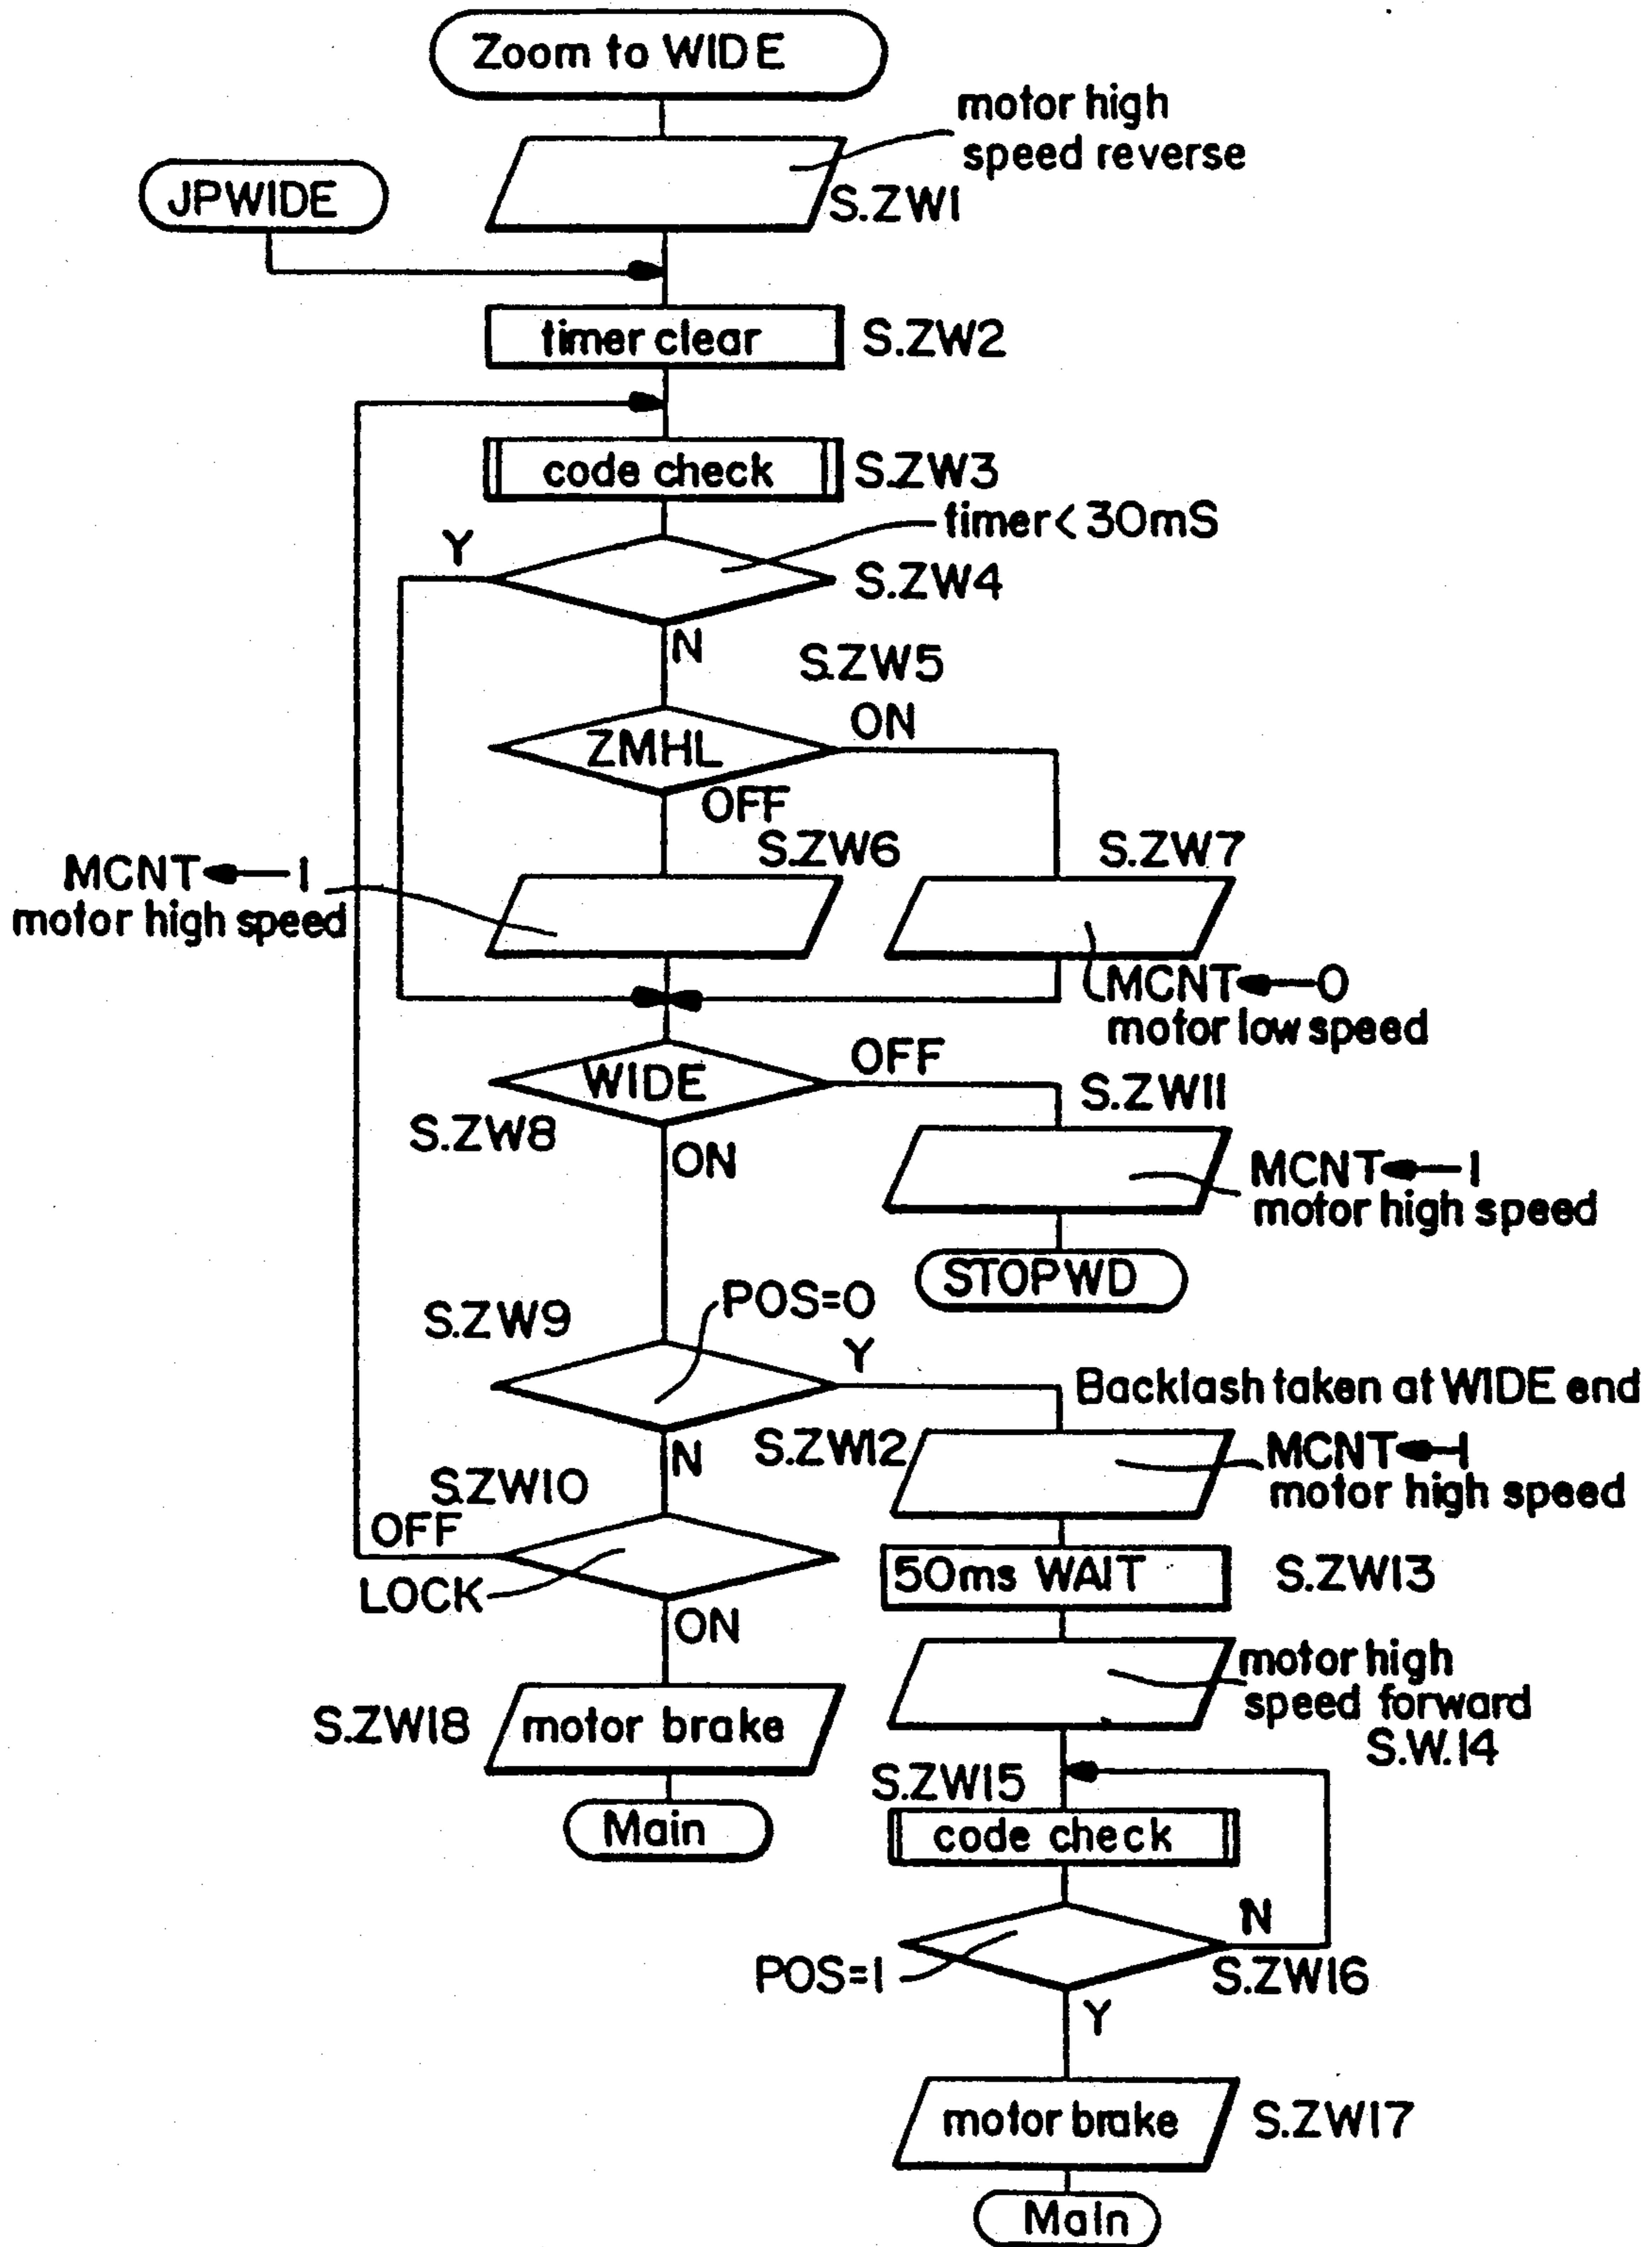 Zoom to WIDE
motor high
speed reverse
S.ZW1
JPWIDE
timer clear
S.ZW2
code check
S.ZW3
timer<30mS
Y
S.ZW4
N
S.ZW5
ON
ZMHL
OFF
S.ZW6
S.ZW7
MCNT←1
motor high speed
MCNT←0
motor low speed
WIDE
OFF
S.ZW8
ON
S.ZW11
MCNT←1
motor high speed
STOPWD
POS=0
S.ZW9
Y
Backlash taken at WIDE end
N
S.ZW12
MCNT←1
motor high speed
S.ZW10
OFF
LOCK
ON
50ms WAIT
S.ZW13
motor high
speed forward
S.W.14
S.ZW18
motor brake
Main
S.ZW15
code check
N
POS=1
S.ZW16
Y
motor brake
S.ZW17
Main